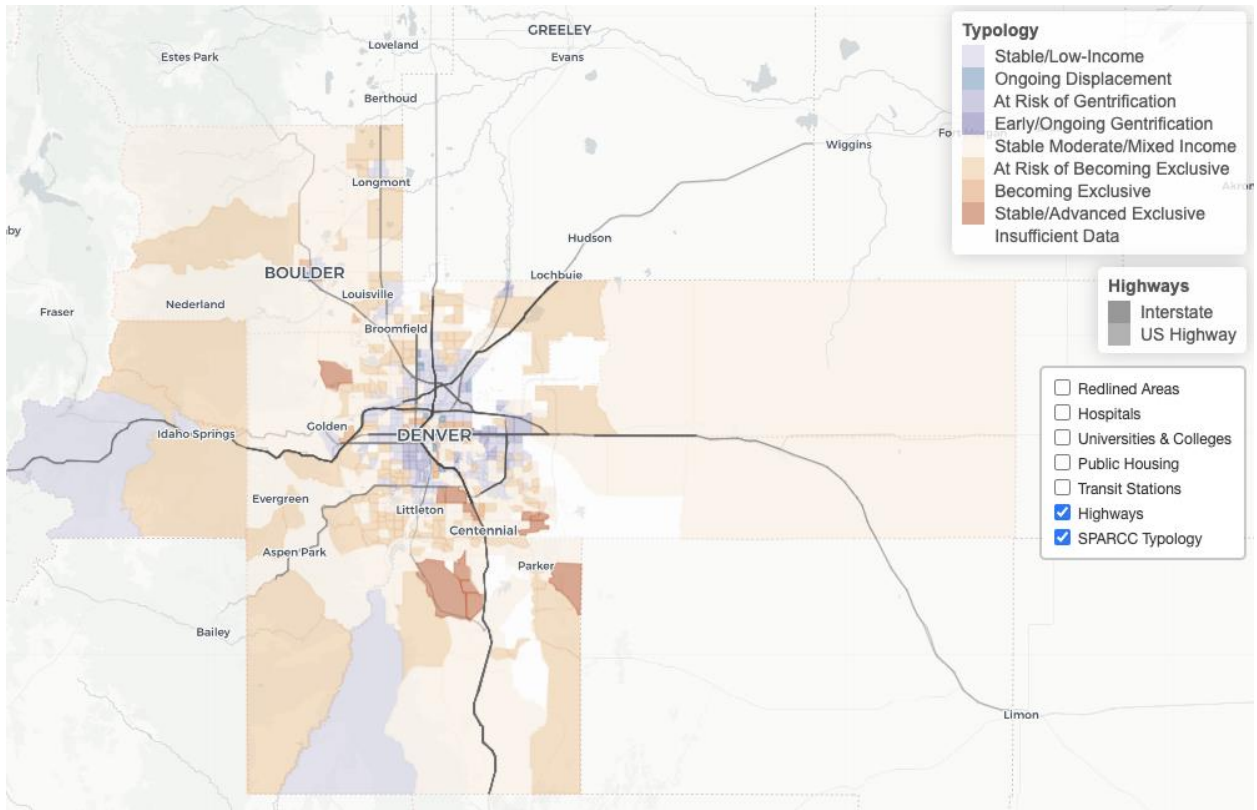 GREELEY
Loveland
Estes Park
Evans
Berthoud
Wiggins
Longmont
Hudson
BOULDER
Lochbuie
Louisville
Nederland
Fraser
Broomfield
Golden
Idaho Springs
DENVER
Evergreen
Littleton
Centennial
Aspen Park
Parker
Bailey
Limon
Typology
Stable/Low-Income
Ongoing Displacement
At Risk of Gentrification
Early/Ongoing Gentrification
Stable Moderate/Mixed Income
At Risk of Becoming Exclusive
Becoming Exclusive
Stable/Advanced Exclusive
Insufficient Data
Highways
Interstate
US Highway
Redlined Areas
Hospitals
Universities & Colleges
Public Housing
Transit Stations
Highways
SPARCC Typology